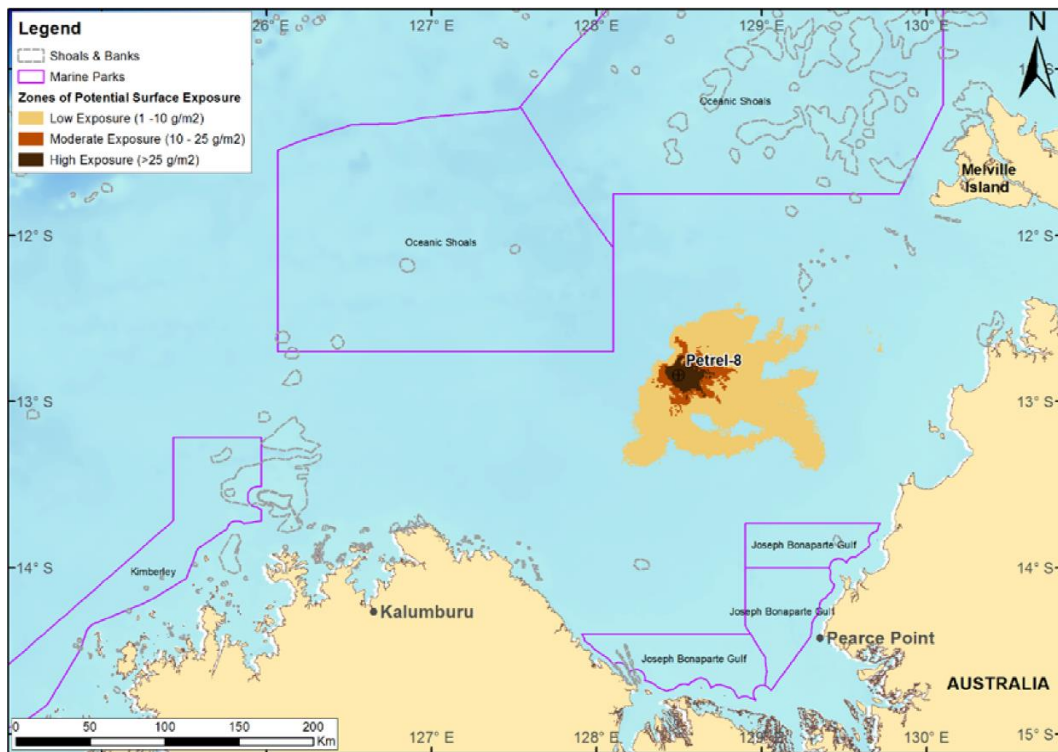 Legend
Shoals & Banks
Marine Parks
Zones of Potential Surface Exposure
Low Exposure (1 -10 g/m2)
Moderate Exposure (10 - 25 g/m2)
High Exposure (>25 g/m2)
126° E
127° E
128° E
129° E
130° E
N
Oceanic Shoals
Melville
Island
12° S
Oceanic Shoals
12° S
Petrel-8
13° S
13° S
Joseph Bonaparte Gulf
14° S
Kimberley
14° S
Kalumburu
Joseph Bonaparte Gulf
Pearce Point
Joseph Bonaparte Gulf
AUSTRALIA
0 50 100 150 200
Km
127° E
128° E
129° E
130° E
15° S